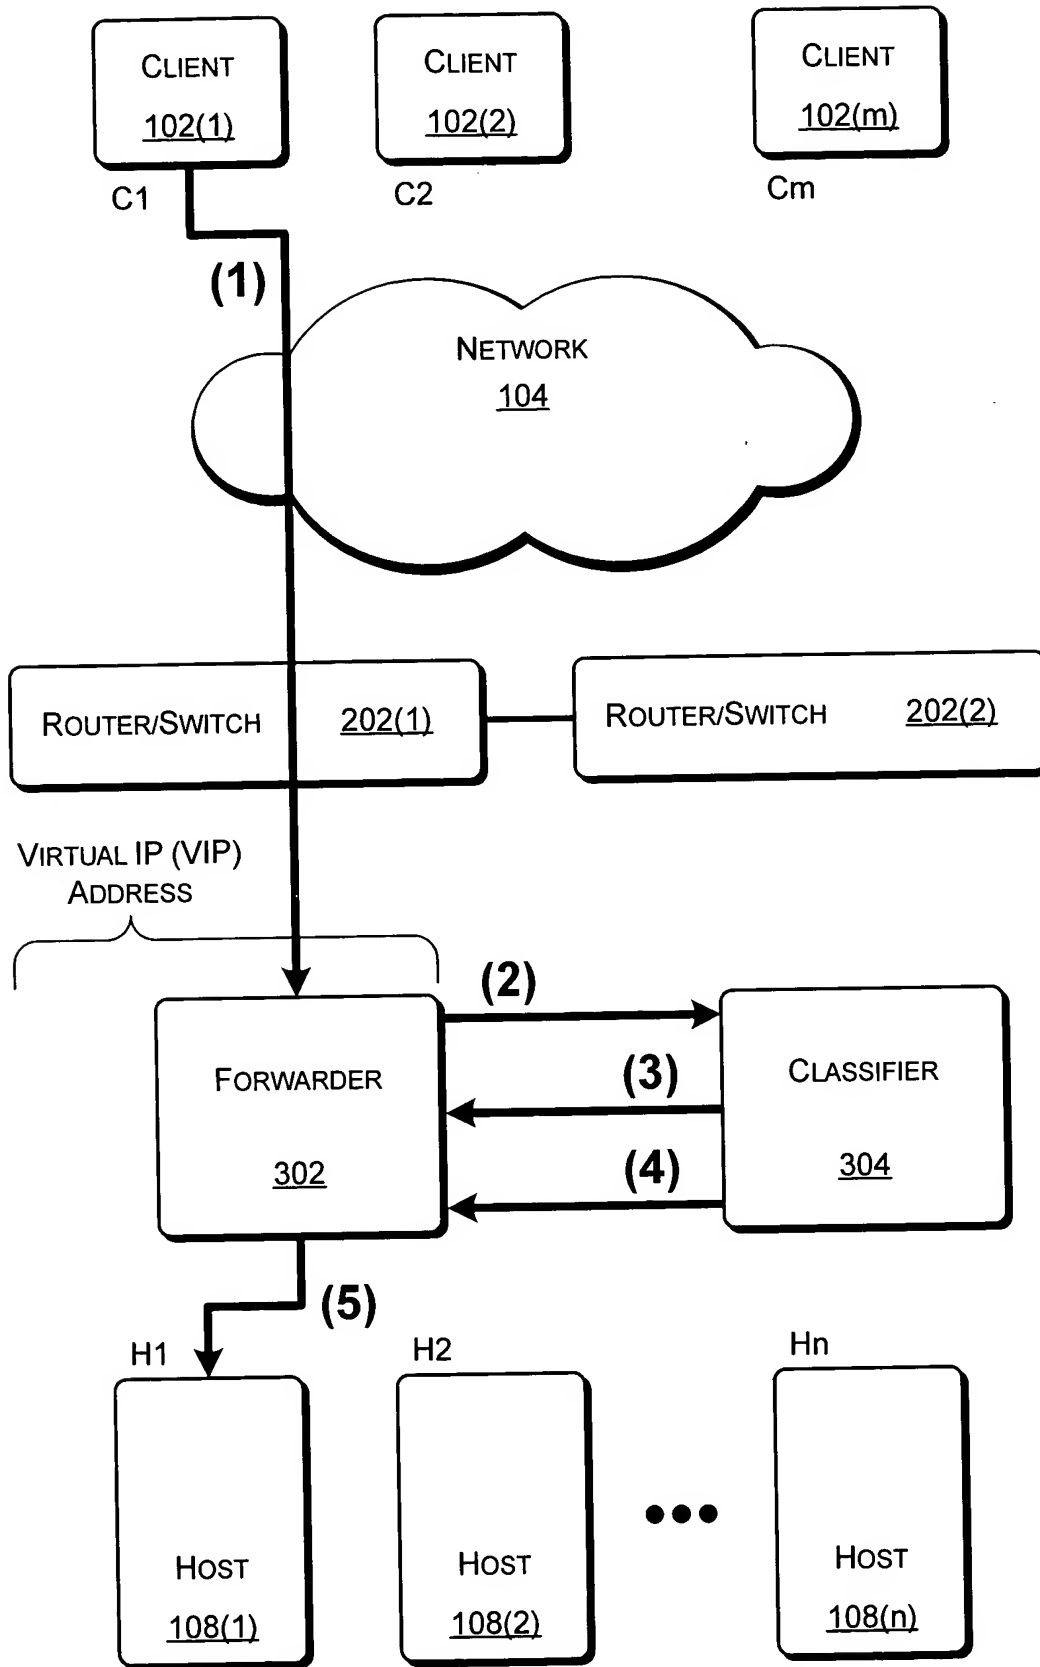 CLIENT
102(1)
CLIENT
102(2)
CLIENT
102(m)
C1
C2
Cm
(1)
NETWORK
104
ROUTER/SWITCH 202(1)
ROUTER/SWITCH 202(2)
VIRTUAL IP (VIP)
ADDRESS
(2)
FORWARDER
302
(3)
CLASSIFIER
304
(4)
(5)
H1
H2
Hn
HOST
108(1)
HOST
108(2)
HOST
108(n)